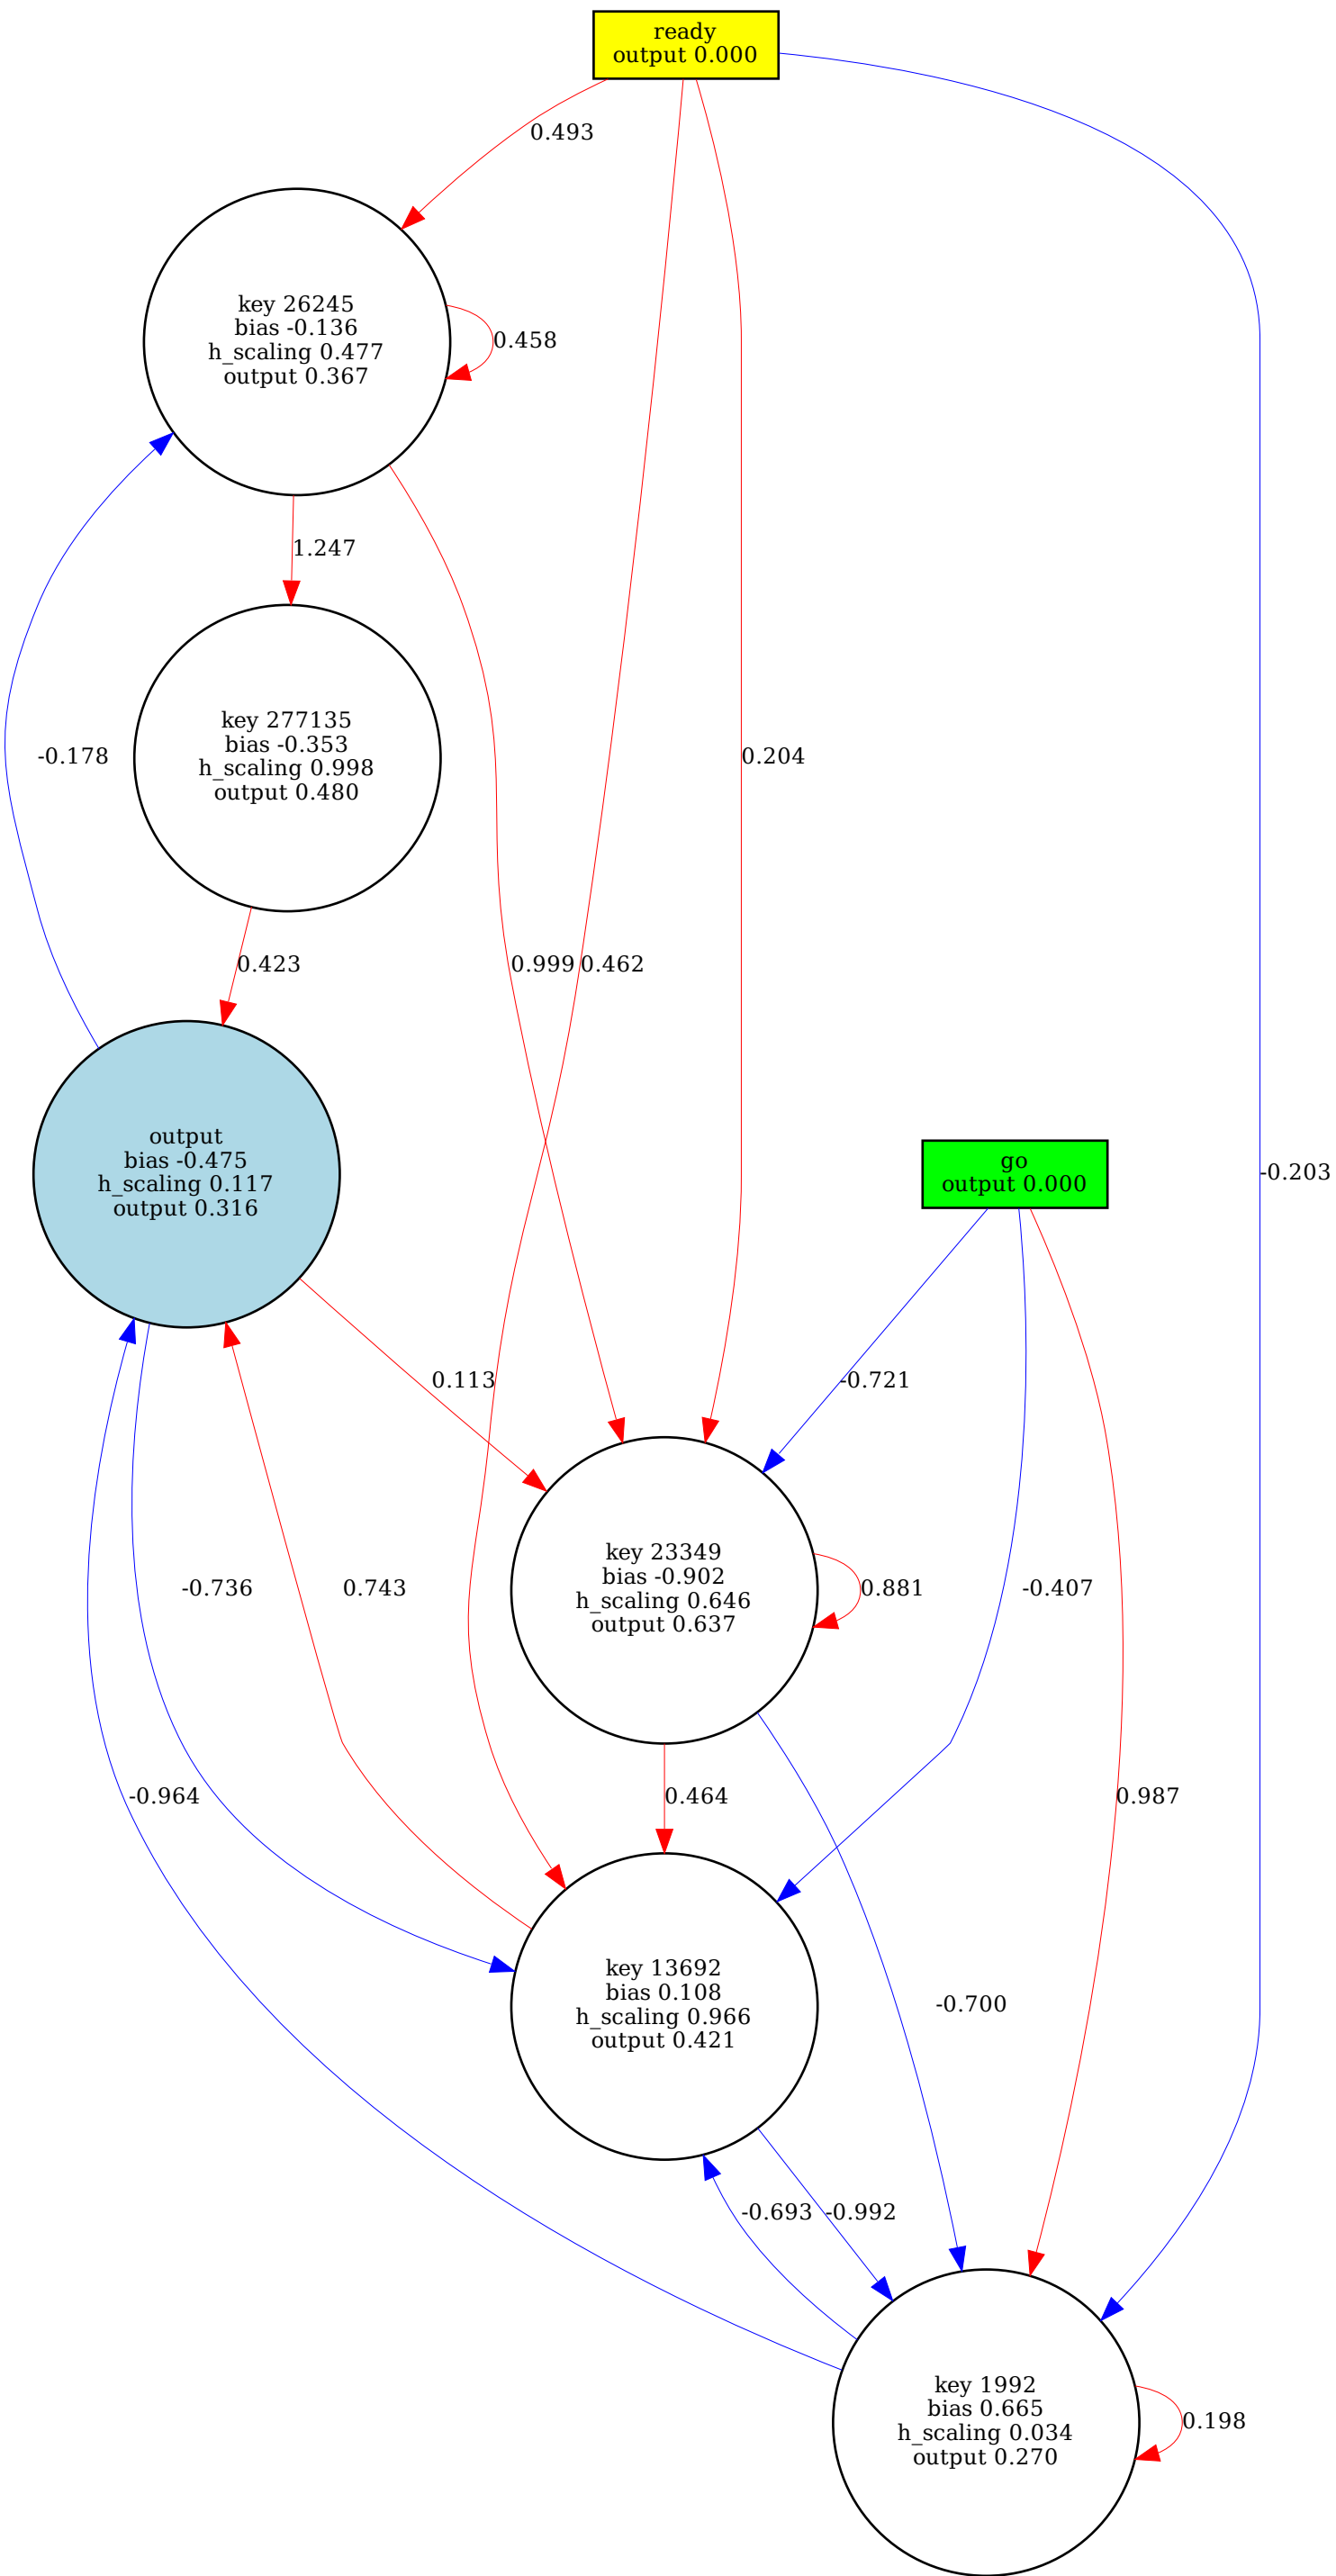 ready
output 0.000
0.493
key 26245
bias -0.136
h_scaling 0.477
output 0.367
0.458
1.247
key 277135
bias -0.353
h_scaling 0.998
output 0.480
-0.178
0.204
0.423
0.999
0.462
output
bias -0.475
h_scaling 0.117
output 0.316
go
output 0.000
-0.203
0.113
-0.721
key 23349
bias -0.902
h_scaling 0.646
output 0.637
-0.736
0.743
0.881
-0.407
-0.964
0.464
0.987
key 13692
bias 0.108
h_scaling 0.966
output 0.421
-0.700
-0.693
-0.992
key 1992
bias 0.665
h_scaling 0.034
output 0.270
0.198